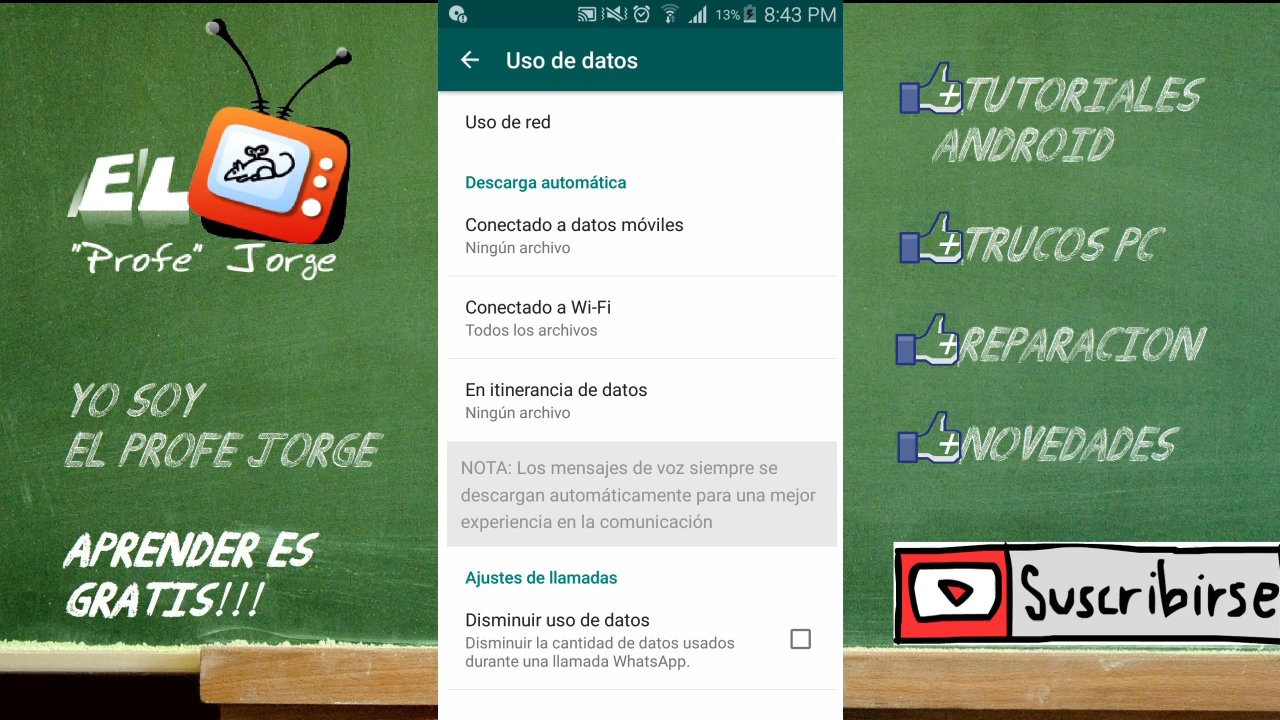 EL
"Profe" Jorge
YO SOY
EL PROFE JORGE
APRENDER ES
GRATIS!!!
13% 8:43 PM
Uso de datos
Uso de red
Descarga automática
Conectado a datos móviles
Ningún archivo
Conectado a Wi-Fi
Todos los archivos
En itinerancia de datos
Ningún archivo
NOTA: Los mensajes de voz siempre se
descargan automáticamente para una mejor
experiencia en la comunicación
Ajustes de llamadas
Disminuir uso de datos
Disminuir la cantidad de datos usados
durante una llamada WhatsApp.
+TUTORIALES
ANDROID
+TRUCOS PC
+REPARACION
+NOVEDADES
Suscribirse